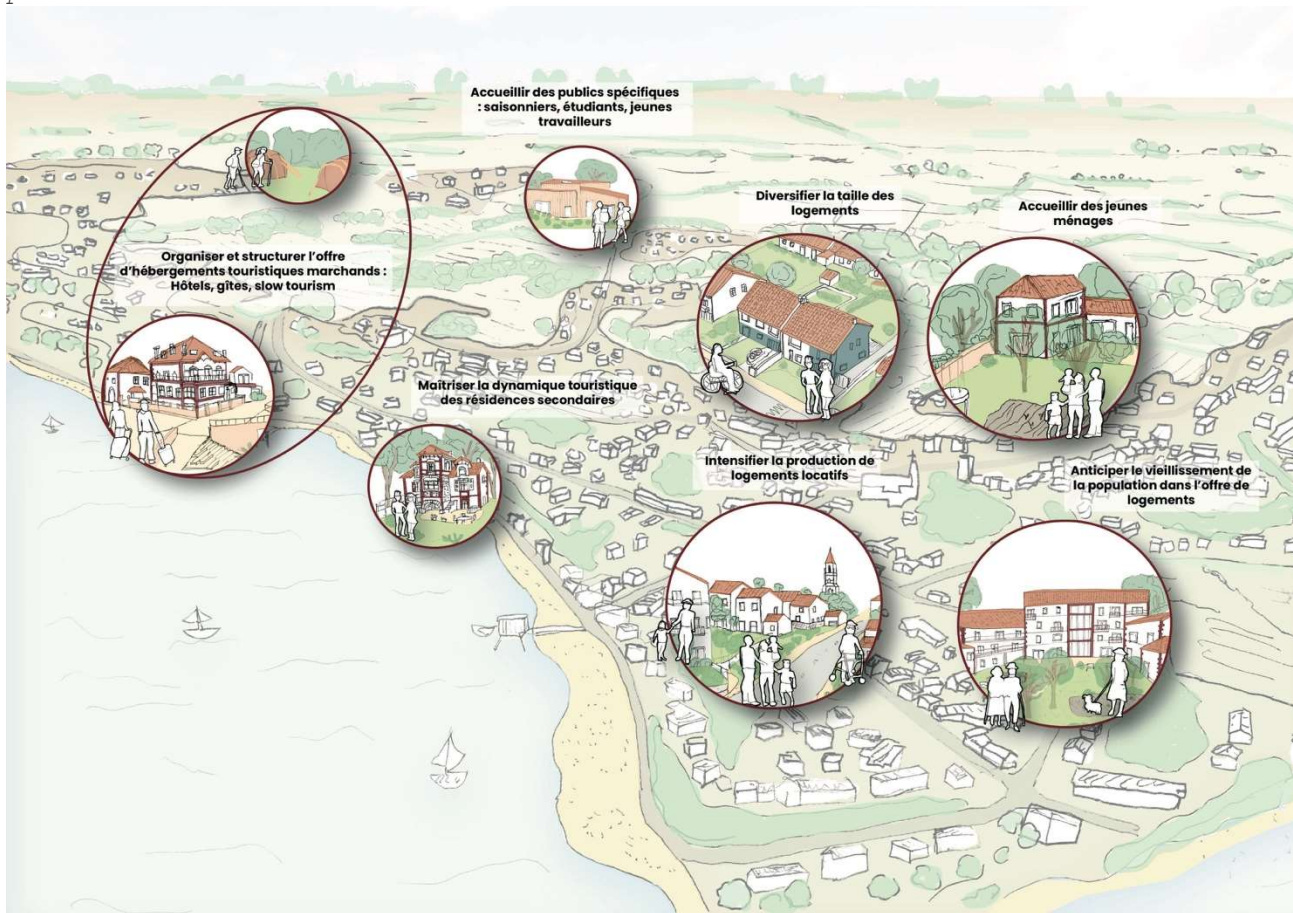 Accueillir des publics spécifiques
: saisonniers, étudiants, jeunes
travailleurs
Diversifier la taille des
logements
Accueillir des jeunes
ménages
Organiser et structurer l'offre
d'hébergements touristiques marchands :
Hôtels, gîtes, slow tourism
Maîtriser la dynamique touristique
des résidences secondaires
Intensifier la production de
logements locatifs
Anticiper le vieillissement de
la population dans l'offre de
logements